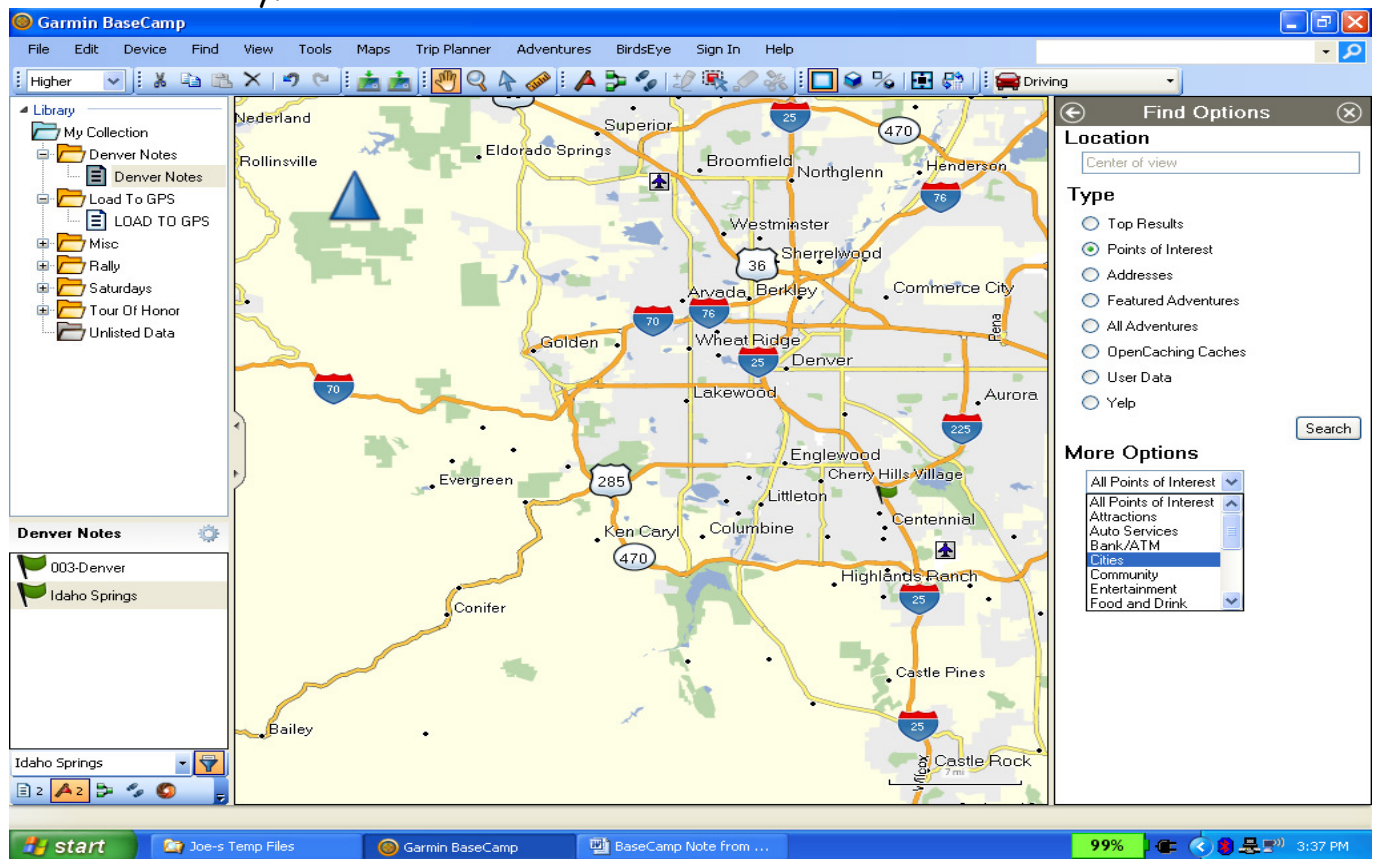 Garmin BaseCamp
File Edit Device Find View Tools Maps Trip Planner Adventures BirdsEye Sign In Help
Higher
Driving
Library
My Collection
Denver Notes
Denver Notes
Load To GPS
LOAD TO GPS
Misc
Rally
Saturdays
Tour Of Honor
Unlisted Data
Denver Notes
003-Denver
Idaho Springs
Idaho Springs
2 2
Nederland
Superior
25
470
Eldorado Springs
Rollinsville
Broomfield
Northglenn
Henderson
76
Westminster
Sherrelwood
36
Arvada
Berkley
Commerce City
70
76
Pena
Golden
Wheat Ridge
25
Denver
70
Lakewood
Aurora
225
Englewood
Evergreen
285
Cherry Hills Village
Littleton
Ken Caryl
Columbine
Centennial
470
Highlands Ranch
25
Conifer
Castle Pines
25
Bailey
Castle Rock
Wilcox
7 mi
Find Options
Location
Center of view
Type
Top Results
Points of Interest
Addresses
Featured Adventures
All Adventures
OpenCaching Caches
User Data
Yelp
Search
More Options
All Points of Interest
All Points of Interest
Attractions
Auto Services
Bank/ATM
Cities
Community
Entertainment
Food and Drink
start
Joe-s Temp Files
Garmin BaseCamp
BaseCamp Note from ...
99%
3:37 PM